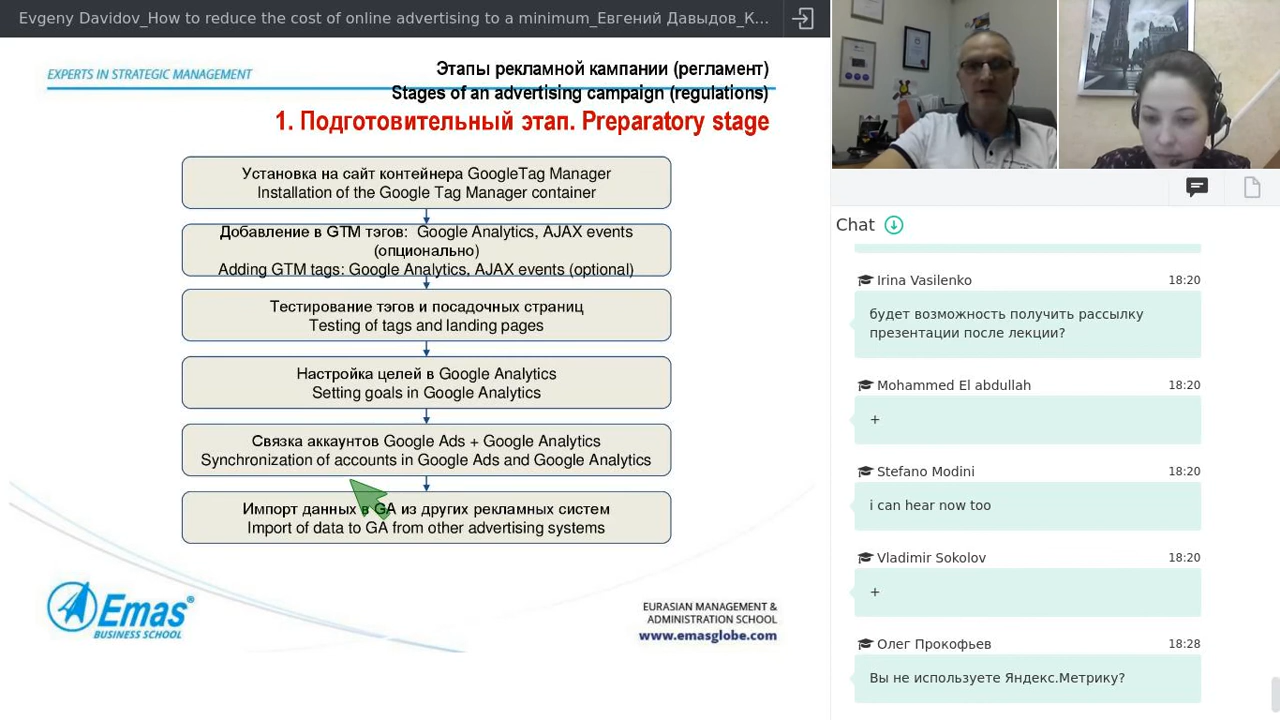 Evgeny Davidov_How to reduce the cost of online advertising to a minimum_Евгений Давыдов_К...
EXPERTS IN STRATEGIC MANAGEMENT
Этапы рекламной кампании (регламент)
Stages of an advertising campaign (regulations)
1. Подготовительный этап. Preparatory stage
Установка на сайт контейнера GoogleTag Manager
Installation of the Google Tag Manager container
Добавление в GTM тэгов: Google Analytics, AJAX events
(опционально)
Adding GTM tags: Google Analytics, AJAX events (optional)
Тестирование тэгов и посадочных страниц
Testing of tags and landing pages
Настройка целей в Google Analytics
Setting goals in Google Analytics
Связка аккаунтов Google Ads + Google Analytics
Synchronization of accounts in Google Ads and Google Analytics
Импорт данных в GA из других рекламных систем
Import of data to GA from other advertising systems
Emas®
BUSINESS SCHOOL
EURASIAN MANAGEMENT &
ADMINISTRATION SCHOOL
www.emasglobe.com
Chat
Irina Vasilenko 18:20
будет возможность получить рассылку
презентации после лекции?
Mohammed El abdullah 18:20
+
Stefano Modini 18:20
i can hear now too
Vladimir Sokolov 18:20
+
Олег Прокофьев 18:28
Вы не используете Яндекс.Метрику?